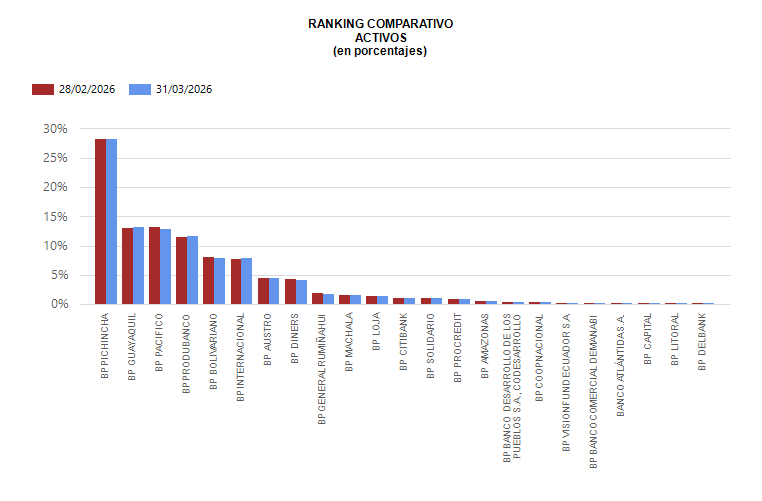 RANKING COMPARATIVO
ACTIVOS
(en porcentajes)
28/02/2026
31/03/2026
30%
25%
20%
15%
10%
5%
0%
BP PICHINCHA
BP GUAYAQUIL
BP PACIFICO
BP PRODUBANCO
BP BOLIVARIANO
BP INTERNACIONAL
BP AUSTRO
BP DINERS
BP GENERAL RUMIÑAHUI
BP MACHALA
BP LOJA
BP CITIBANK
BP SOLIDARIO
BP PROCREDIT
BP AMAZONAS
BP BANCO DESARROLLO DE LOS
PUEBLOS S.A., CODESARROLLO
BP COOPNACIONAL
BP VISIONFUND ECUADOR S.A
BP BANCO COMERCIAL DE MANABI
BANCO ATLÁNTIDA S.A.
BP CAPITAL
BP LITORAL
BP DELBANK